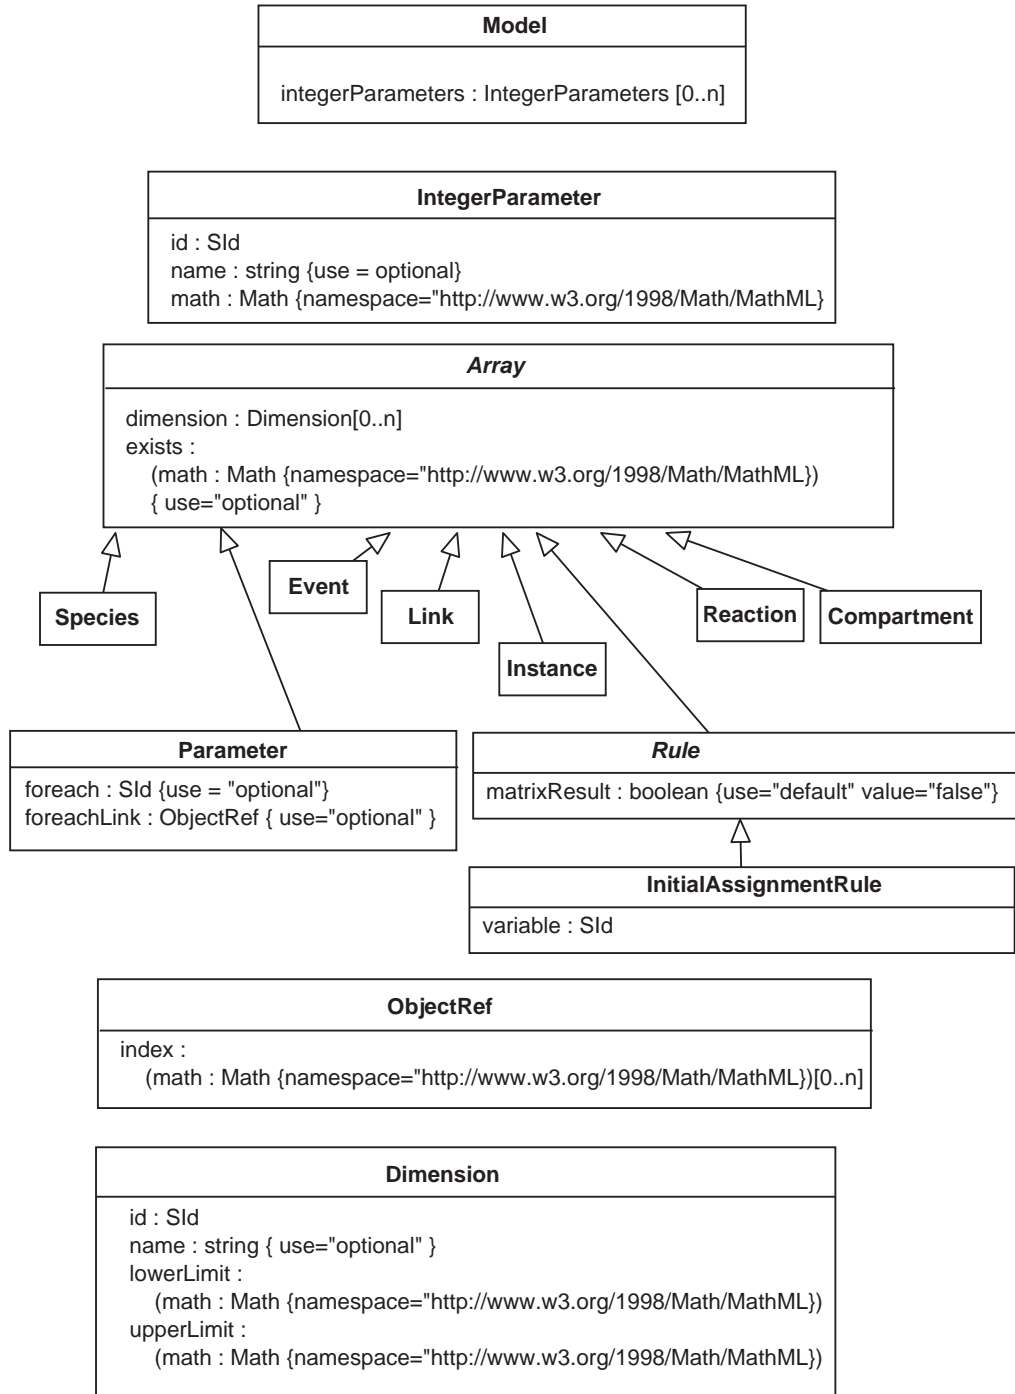 Model
integerParameters : IntegerParameters [0..n]
IntegerParameter
id : SId
name : string {use = optional}
math : Math {namespace="http://www.w3.org/1998/Math/MathML}
Array
dimension : Dimension[0..n]
exists :
(math : Math {namespace="http://www.w3.org/1998/Math/MathML})
{ use="optional" }
Species
Event
Link
Instance
Reaction
Compartment
Parameter
foreach : SId {use = "optional"}
foreachLink : ObjectRef { use="optional" }
Rule
matrixResult : boolean {use="default" value="false"}
InitialAssignmentRule
variable : SId
ObjectRef
index :
(math : Math {namespace="http://www.w3.org/1998/Math/MathML})[0..n]
Dimension
id : SId
name : string { use="optional" }
lowerLimit :
(math : Math {namespace="http://www.w3.org/1998/Math/MathML})
upperLimit :
(math : Math {namespace="http://www.w3.org/1998/Math/MathML})